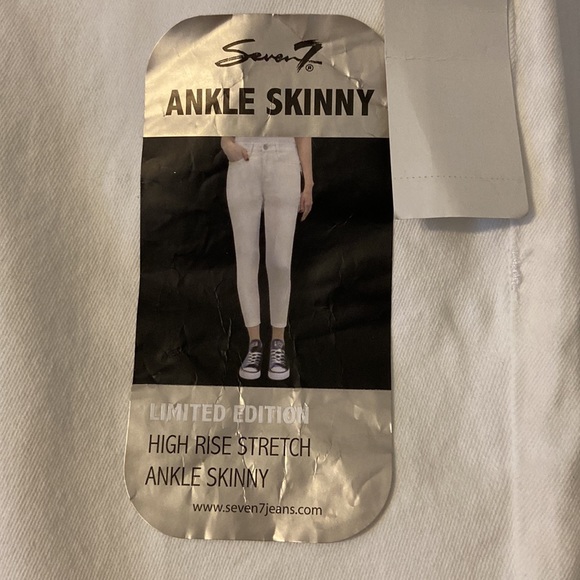 Seven7®
ANKLE SKINNY
LIMITED EDITION
HIGH RISE STRETCH
ANKLE SKINNY
www.seven7jeans.com